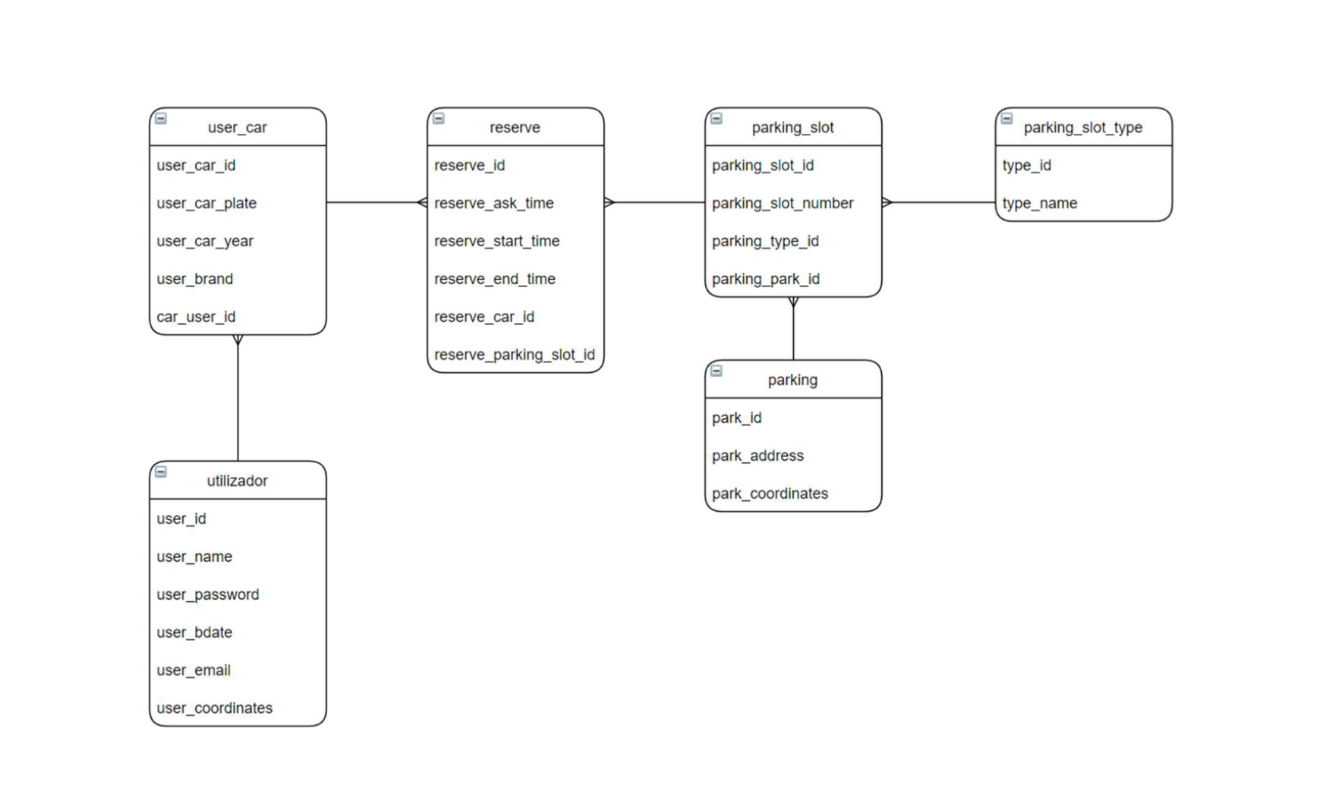 user_car
user_car_id
user_car_plate
user_car_year
user_brand
car_user_id
reserve
reserve_id
reserve_ask_time
reserve_start_time
reserve_end_time
reserve_car_id
reserve_parking_slot_id
parking_slot
parking_slot_id
parking_slot_number
parking_type_id
parking_park_id
parking_slot_type
type_id
type_name
parking
park_id
park_address
park_coordinates
utilizador
user_id
user_name
user_password
user_bdate
user_email
user_coordinates